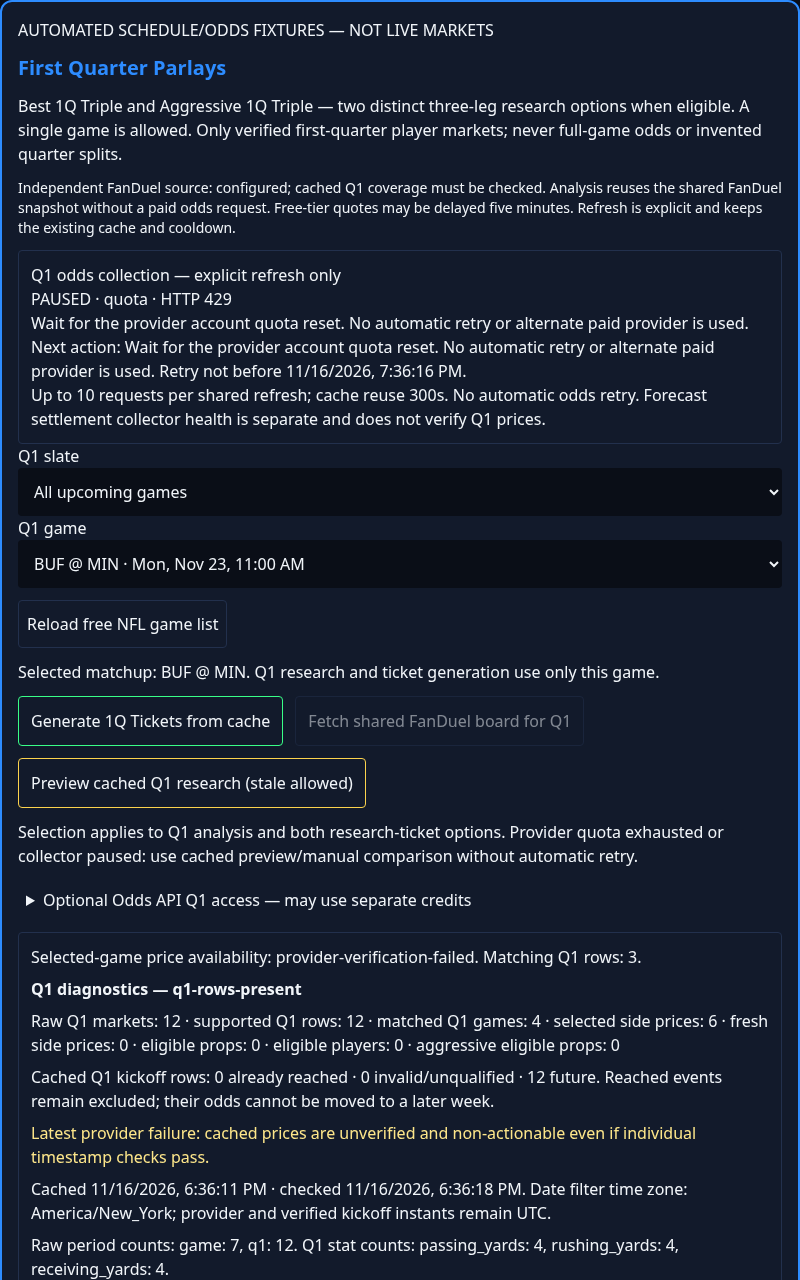 AUTOMATED SCHEDULE/ODDS FIXTURES — NOT LIVE MARKETS
First Quarter Parlays
Best 1Q Triple and Aggressive 1Q Triple — two distinct three-leg research options when eligible. A
single game is allowed. Only verified first-quarter player markets; never full-game odds or invented
quarter splits.
Independent FanDuel source: configured; cached Q1 coverage must be checked. Analysis reuses the shared FanDuel
snapshot without a paid odds request. Free-tier quotes may be delayed five minutes. Refresh is explicit and keeps
the existing cache and cooldown.
Q1 odds collection — explicit refresh only
PAUSED · quota · HTTP 429
Wait for the provider account quota reset. No automatic retry or alternate paid provider is used.
Next action: Wait for the provider account quota reset. No automatic retry or alternate paid
provider is used. Retry not before 11/16/2026, 7:36:16 PM.
Up to 10 requests per shared refresh; cache reuse 300s. No automatic odds retry. Forecast
settlement collector health is separate and does not verify Q1 prices.
Q1 slate
All upcoming games
Q1 game
BUF @ MIN · Mon, Nov 23, 11:00 AM
Reload free NFL game list
Selected matchup: BUF @ MIN. Q1 research and ticket generation use only this game.
Generate 1Q Tickets from cache
Fetch shared FanDuel board for Q1
Preview cached Q1 research (stale allowed)
Selection applies to Q1 analysis and both research-ticket options. Provider quota exhausted or
collector paused: use cached preview/manual comparison without automatic retry.
▶ Optional Odds API Q1 access — may use separate credits
Selected-game price availability: provider-verification-failed. Matching Q1 rows: 3.
Q1 diagnostics — q1-rows-present
Raw Q1 markets: 12 · supported Q1 rows: 12 · matched Q1 games: 4 · selected side prices: 6 · fresh
side prices: 0 · eligible props: 0 · eligible players: 0 · aggressive eligible props: 0
Cached Q1 kickoff rows: 0 already reached · 0 invalid/unqualified · 12 future. Reached events
remain excluded; their odds cannot be moved to a later week.
Latest provider failure: cached prices are unverified and non-actionable even if individual
timestamp checks pass.
Cached 11/16/2026, 6:36:11 PM · checked 11/16/2026, 6:36:18 PM. Date filter time zone:
America/New_York; provider and verified kickoff instants remain UTC.
Raw period counts: game: 7, q1: 12. Q1 stat counts: passing_yards: 4, rushing_yards: 4,
receiving_yards: 4.